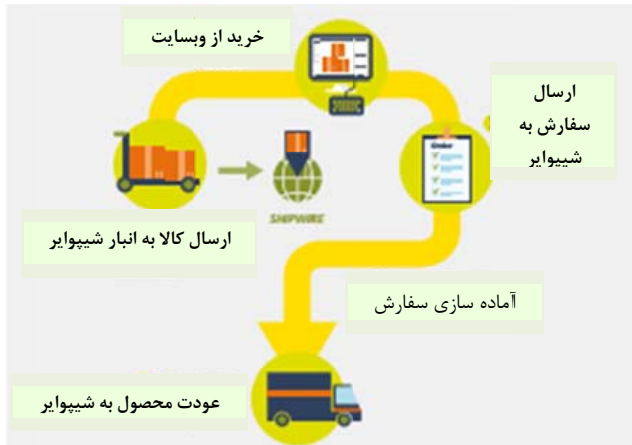 خرید از وبسایت
ارسال
سفارش به
شیپوایر
Order
SHIPWIRE
ارسال کالا به انبار شیپوایر
آماده سازی سفارش
عودت محصول به شیپوایر